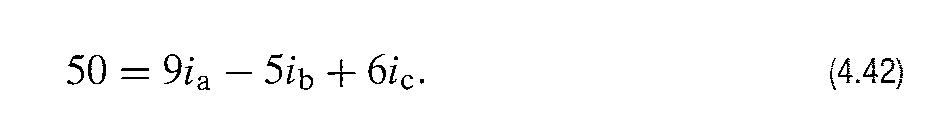 50 = 9i_a − 5i_b + 6i_c. (4.42)